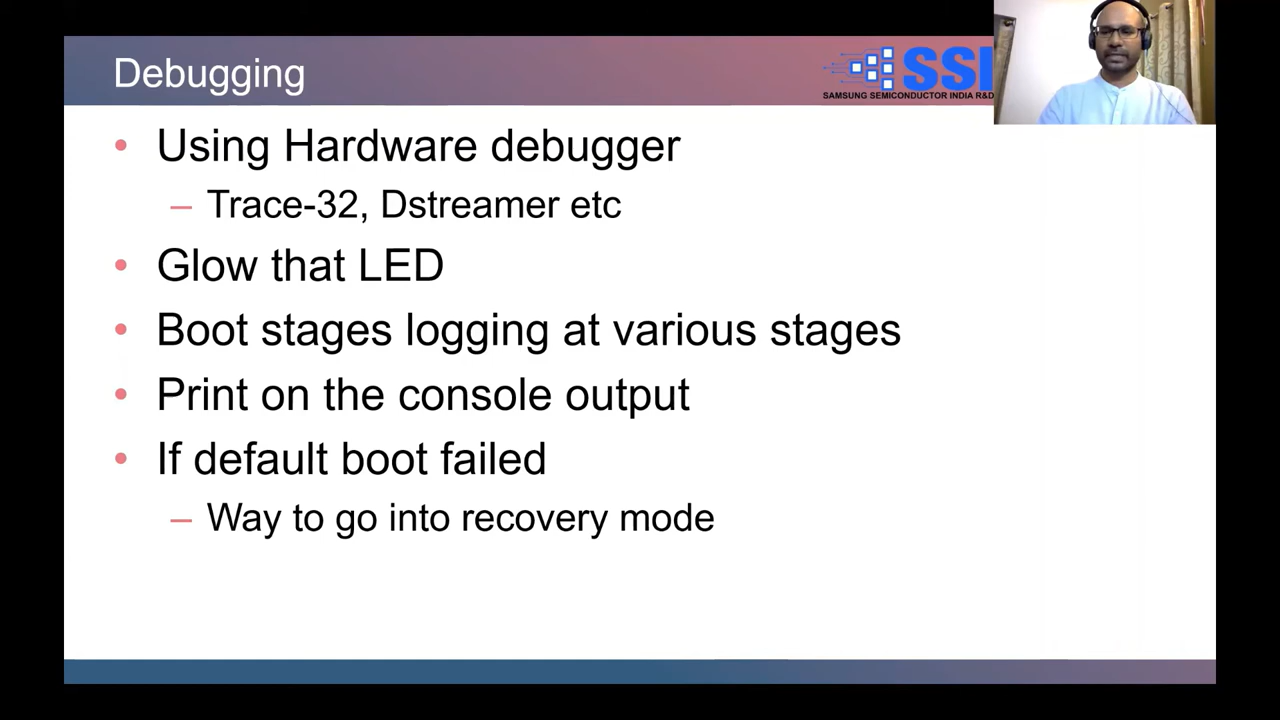 Debugging
SSI
SAMSUNG SEMICONDUCTOR INDIA R&D
• Using Hardware debugger
– Trace-32, Dstreamer etc
• Glow that LED
• Boot stages logging at various stages
• Print on the console output
• If default boot failed
– Way to go into recovery mode